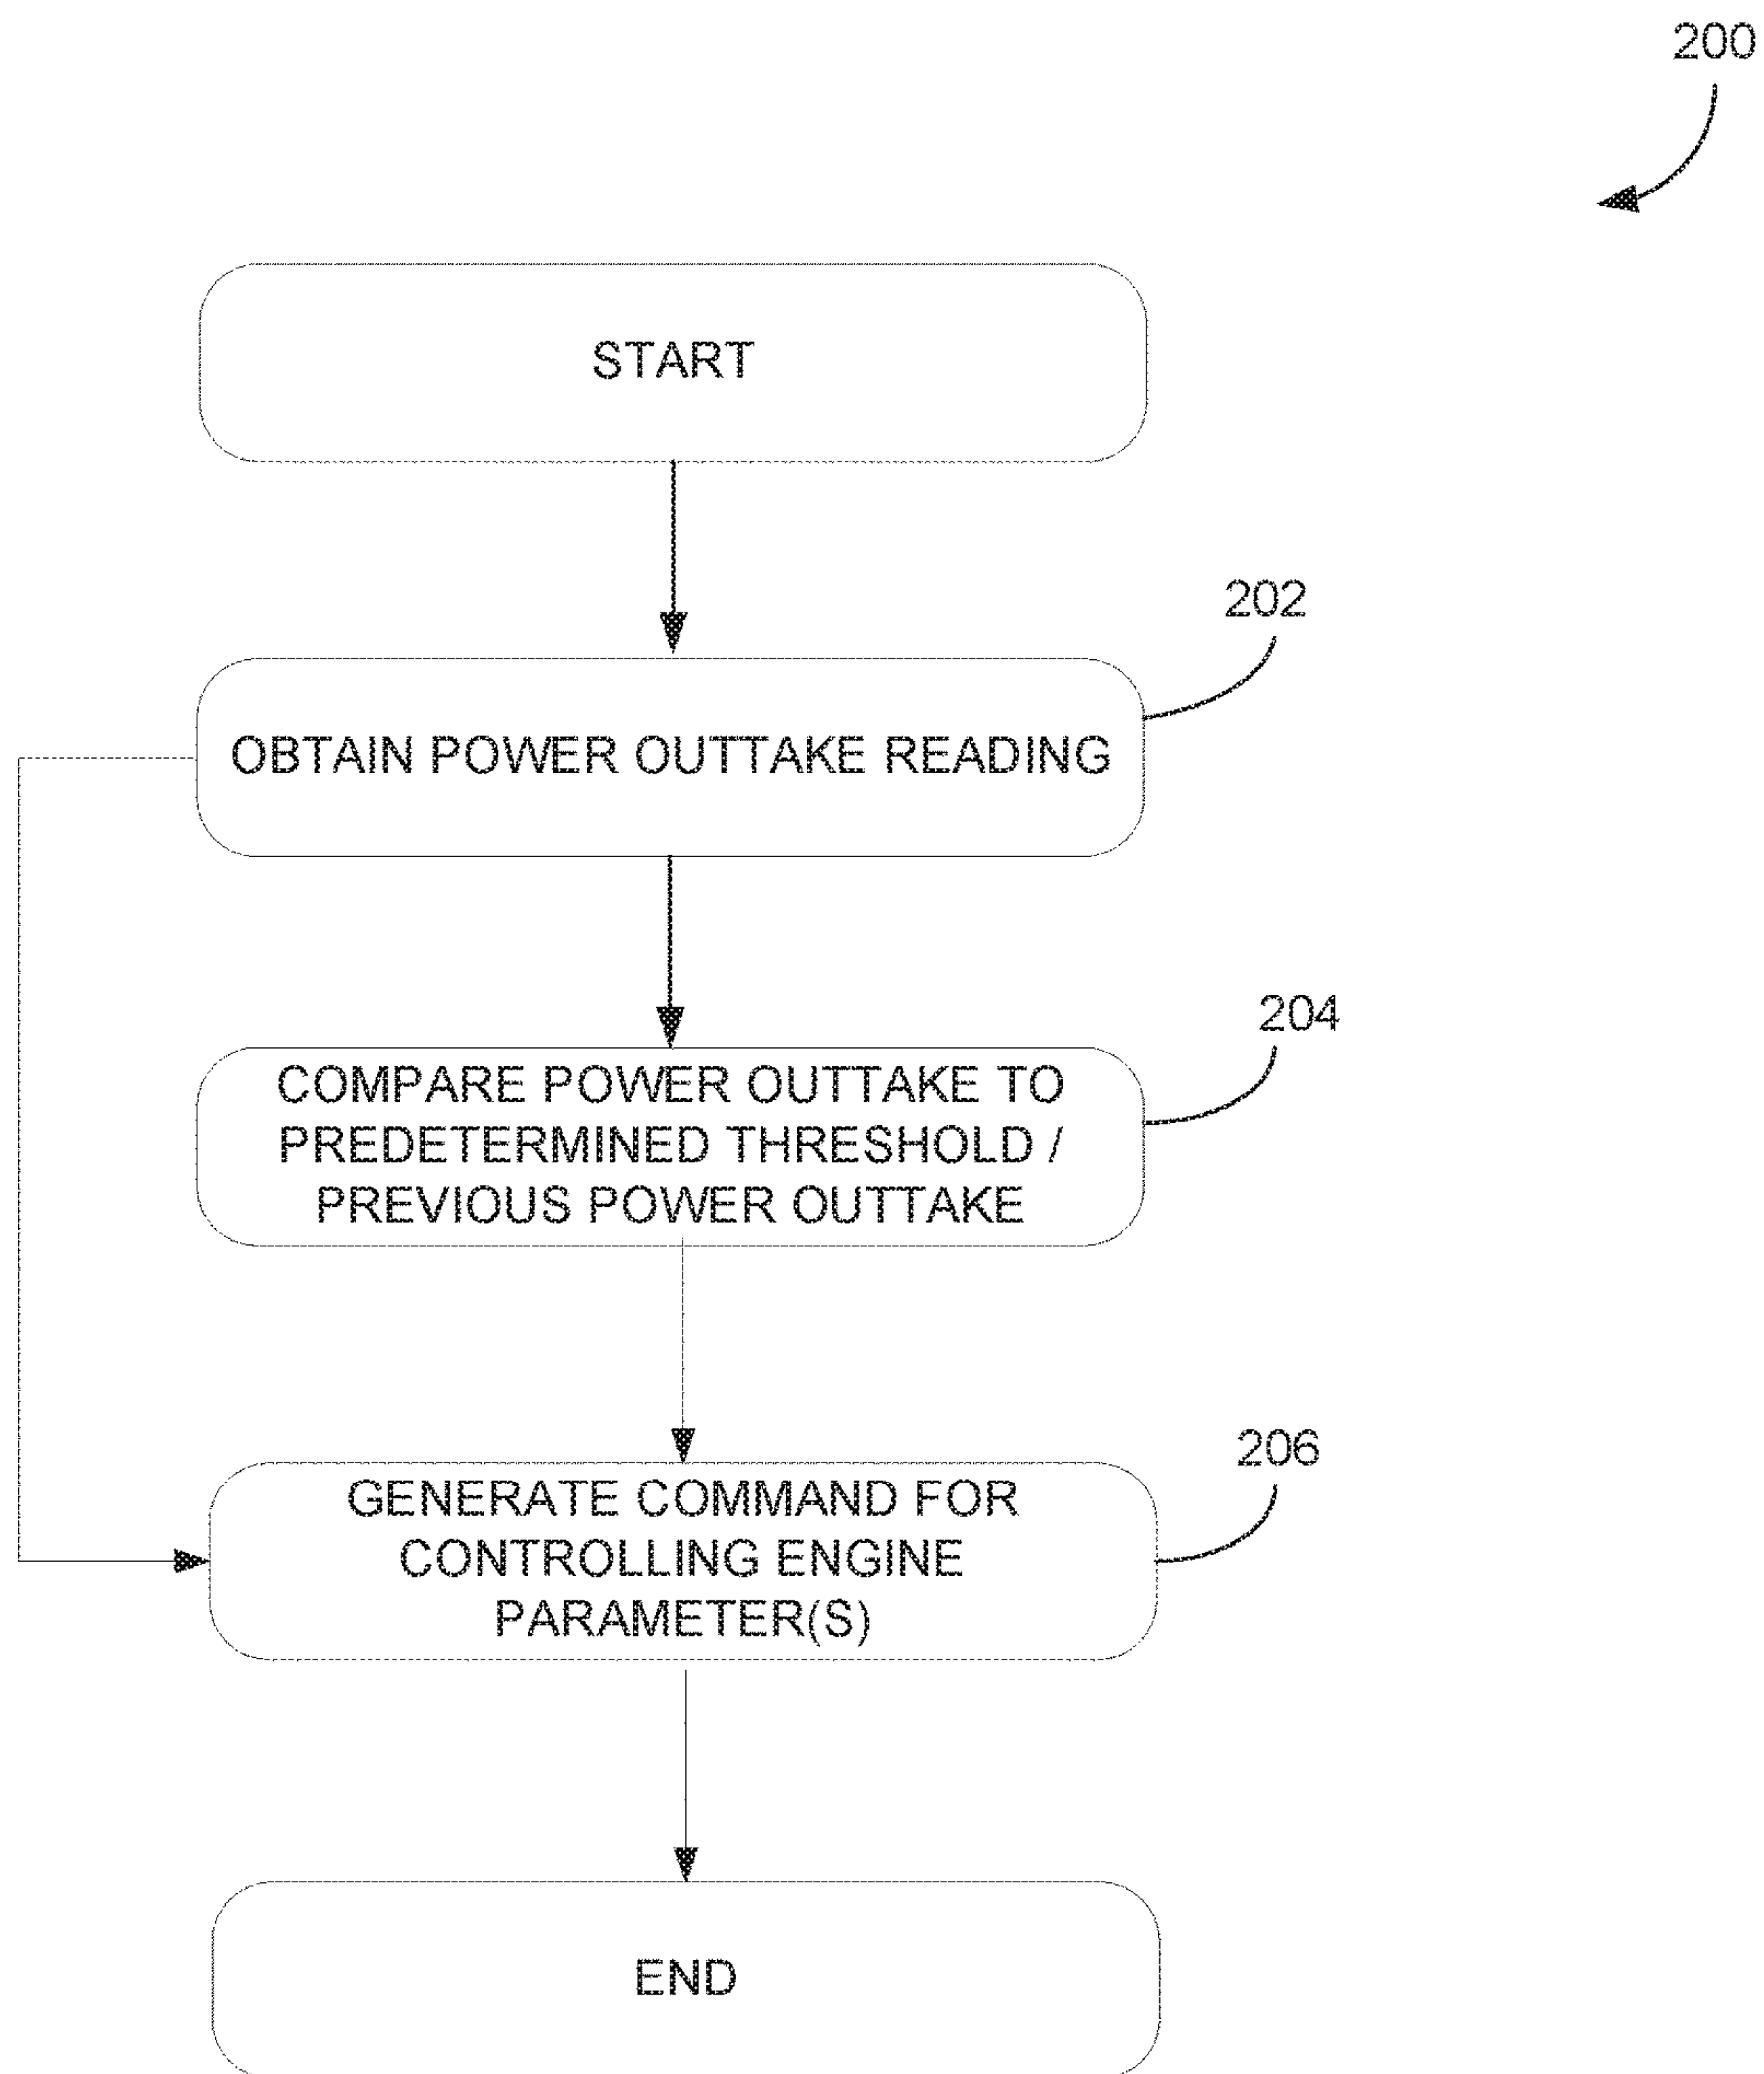 200
START
202
OBTAIN POWER OUTTAKE READING
204
COMPARE POWER OUTTAKE TO
PREDETERMINED THRESHOLD /
PREVIOUS POWER OUTTAKE
206
GENERATE COMMAND FOR
CONTROLLING ENGINE
PARAMETER(S)
END